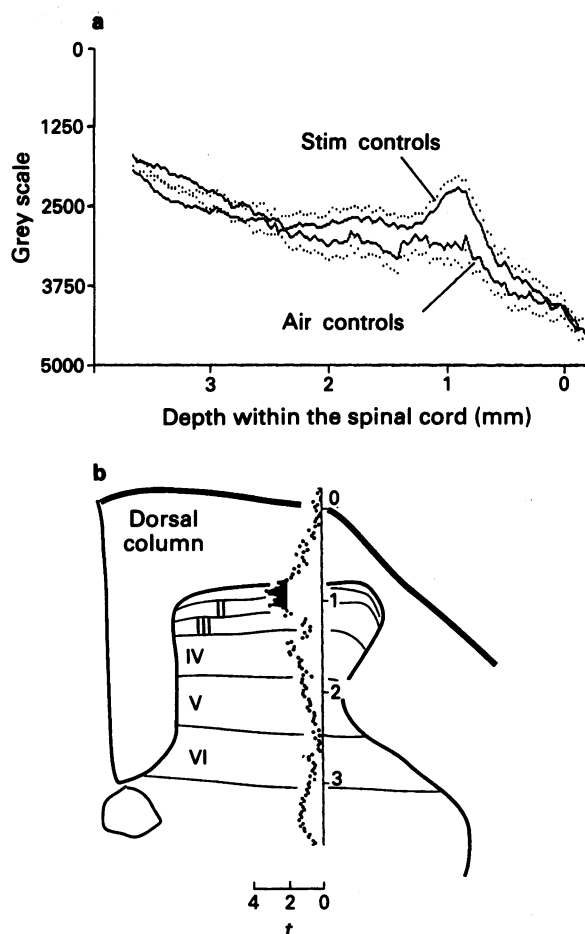 a
0
1250
2500
3750
5000
Grey scale
Stim controls
Air controls
3 2 1 0
Depth within the spinal cord (mm)
b
Dorsal
column
0
1
2
3
II
III
IV
V
VI
4 2 0
t